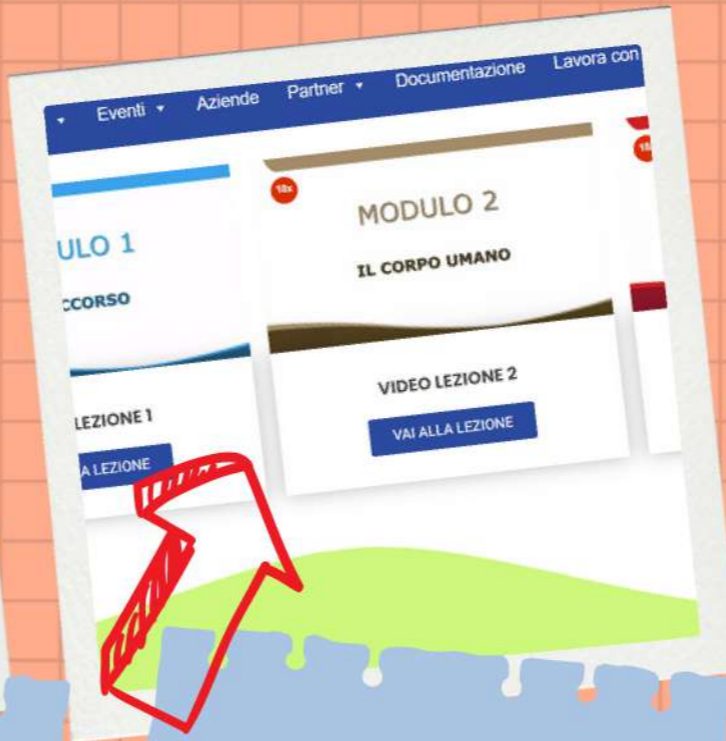 Eventi Aziende Partner Documentazione Lavora con
ULO 1
CCORSO
LEZIONE 1
A LEZIONE
18x
MODULO 2
IL CORPO UMANO
VIDEO LEZIONE 2
VAI ALLA LEZIONE
18